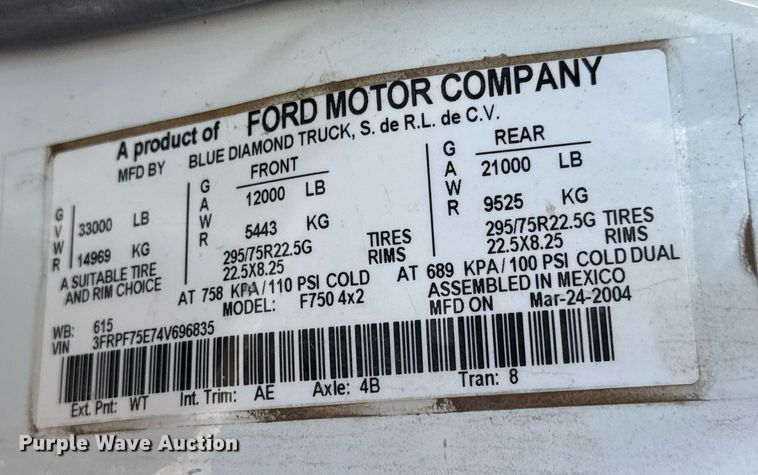 A product of FORD MOTOR COMPANY
MFD BY BLUE DIAMOND TRUCK, S. de R.L. de C.V.
GVWR 33000 LB
14969 KG
GAWR FRONT
12000 LB
5443 KG
GAWR REAR
21000 LB
9525 KG
A SUITABLE TIRE
AND RIM CHOICE
295/75R22.5G TIRES
22.5X8.25 RIMS
AT 758 KPA/110 PSI COLD
295/75R22.5G TIRES
22.5X8.25 RIMS
AT 689 KPA/100 PSI COLD DUAL
MODEL: F750 4x2
ASSEMBLED IN MEXICO
MFD ON Mar-24-2004
WB: 615
VIN 3FRPF75E74V696835
Ext. Pnt: WT Int. Trim: AE Axle: 4B Tran: 8
Purple Wave Auction